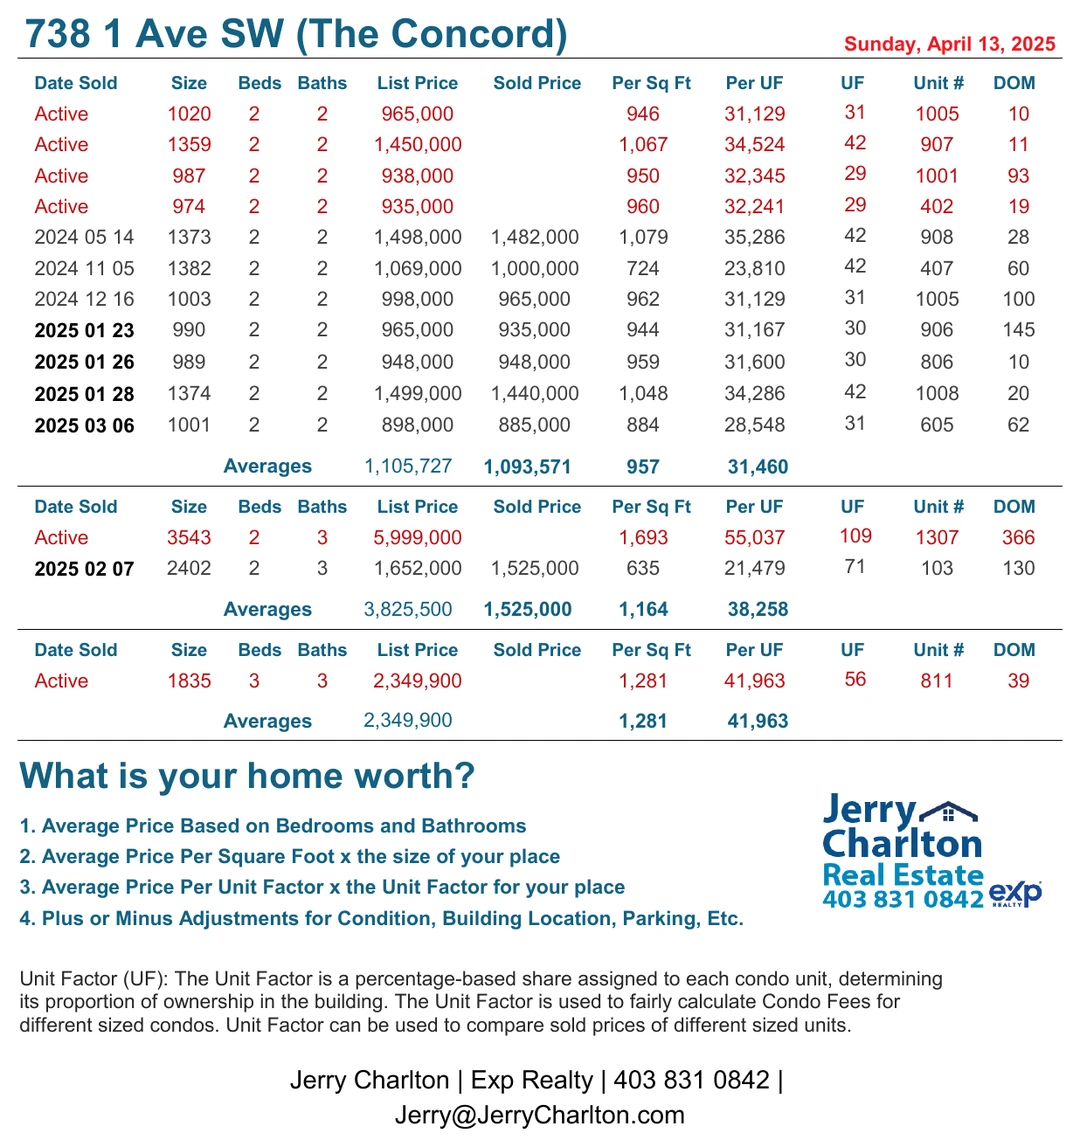 738 1 Ave SW (The Concord)
Sunday, April 13, 2025
Date Sold Size Beds Baths List Price Sold Price Per Sq Ft Per UF UF Unit # DOM
Active 1020 2 2 965,000 946 31,129 31 1005 10
Active 1359 2 2 1,450,000 1,067 34,524 42 907 11
Active 987 2 2 938,000 950 32,345 29 1001 93
Active 974 2 2 935,000 960 32,241 29 402 19
2024 05 14 1373 2 2 1,498,000 1,482,000 1,079 35,286 42 908 28
2024 11 05 1382 2 2 1,069,000 1,000,000 724 23,810 42 407 60
2024 12 16 1003 2 2 998,000 965,000 962 31,129 31 1005 100
2025 01 23 990 2 2 965,000 935,000 944 31,167 30 906 145
2025 01 26 989 2 2 948,000 948,000 959 31,600 30 806 10
2025 01 28 1374 2 2 1,499,000 1,440,000 1,048 34,286 42 1008 20
2025 03 06 1001 2 2 898,000 885,000 884 28,548 31 605 62
Averages 1,105,727 1,093,571 957 31,460
Date Sold Size Beds Baths List Price Sold Price Per Sq Ft Per UF UF Unit # DOM
Active 3543 2 3 5,999,000 1,693 55,037 109 1307 366
2025 02 07 2402 2 3 1,652,000 1,525,000 635 21,479 71 103 130
Averages 3,825,500 1,525,000 1,164 38,258
Date Sold Size Beds Baths List Price Sold Price Per Sq Ft Per UF UF Unit # DOM
Active 1835 3 3 2,349,900 1,281 41,963 56 811 39
Averages 2,349,900 1,281 41,963
What is your home worth?
1. Average Price Based on Bedrooms and Bathrooms
2. Average Price Per Square Foot x the size of your place
3. Average Price Per Unit Factor x the Unit Factor for your place
4. Plus or Minus Adjustments for Condition, Building Location, Parking, Etc.
Jerry
Charlton
Real Estate
403 831 0842 exp
REALTY
Unit Factor (UF): The Unit Factor is a percentage-based share assigned to each condo unit, determining
its proportion of ownership in the building. The Unit Factor is used to fairly calculate Condo Fees for
different sized condos. Unit Factor can be used to compare sold prices of different sized units.
Jerry Charlton | Exp Realty | 403 831 0842 |
Jerry@JerryCharlton.com